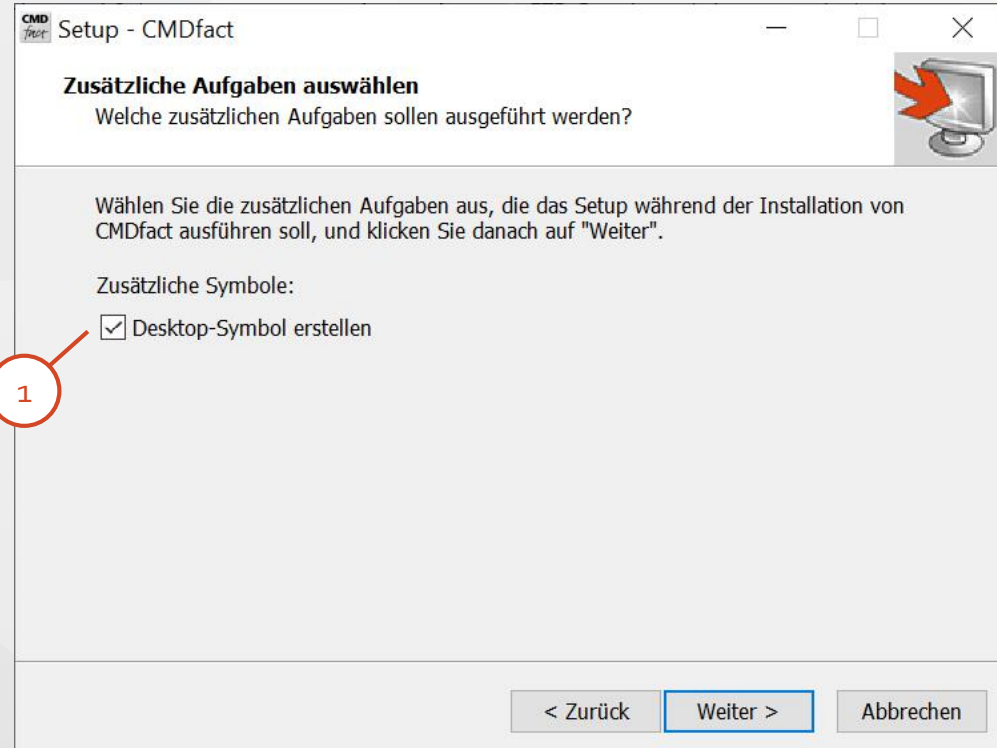 CMD
fact
Setup - CMDfact
Zusätzliche Aufgaben auswählen
Welche zusätzlichen Aufgaben sollen ausgeführt werden?
Wählen Sie die zusätzlichen Aufgaben aus, die das Setup während der Installation von
CMDfact ausführen soll, und klicken Sie danach auf "Weiter".
Zusätzliche Symbole:
Desktop-Symbol erstellen
1
< Zurück
Weiter >
Abbrechen